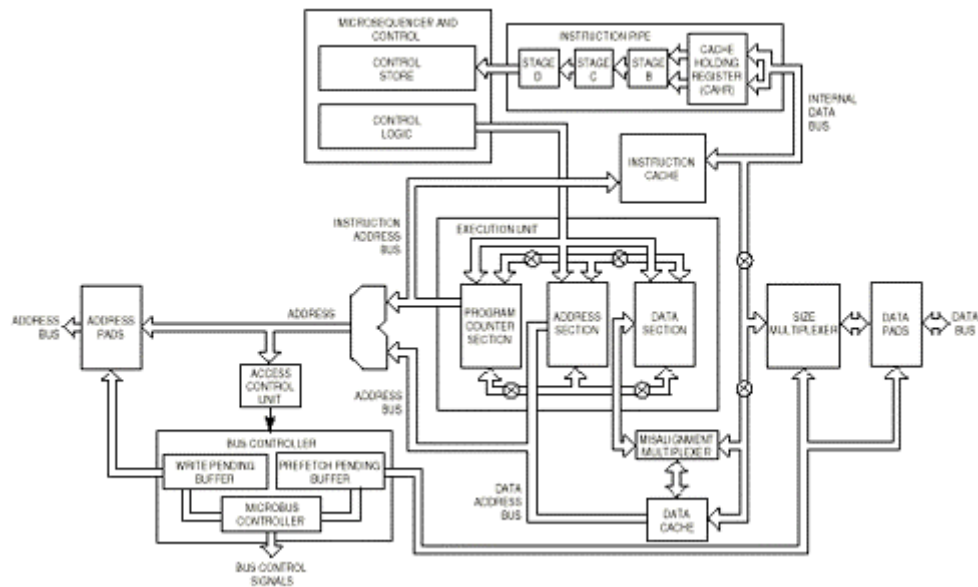 MICROSEQUENCER AND
CONTROL
CONTROL
STORE
CONTROL
LOGIC
INSTRUCTION PIPE
STAGE
D
STAGE
C
STAGE
B
CACHE
HOLDING
REGISTER
(CAHR)
INTERNAL
DATA
BUS
INSTRUCTION
CACHE
INSTRUCTION
ADDRESS
BUS
EXECUTION UNIT
PROGRAM
COUNTER
SECTION
ADDRESS
SECTION
DATA
SECTION
ADDRESS
BUS
ADDRESS
PADS
ADDRESS
ACCESS
CONTROL
UNIT
ADDRESS
BUS
SIZE
MULTIPLEXER
DATA
PADS
DATA
BUS
BUS CONTROLLER
WRITE PENDING
BUFFER
PREFETCH PENDING
BUFFER
MICROBUS
CONTROLLER
BUS CONTROL
SIGNALS
MISALIGNMENT
MULTIPLEXER
DATA
ADDRESS
BUS
DATA
CACHE